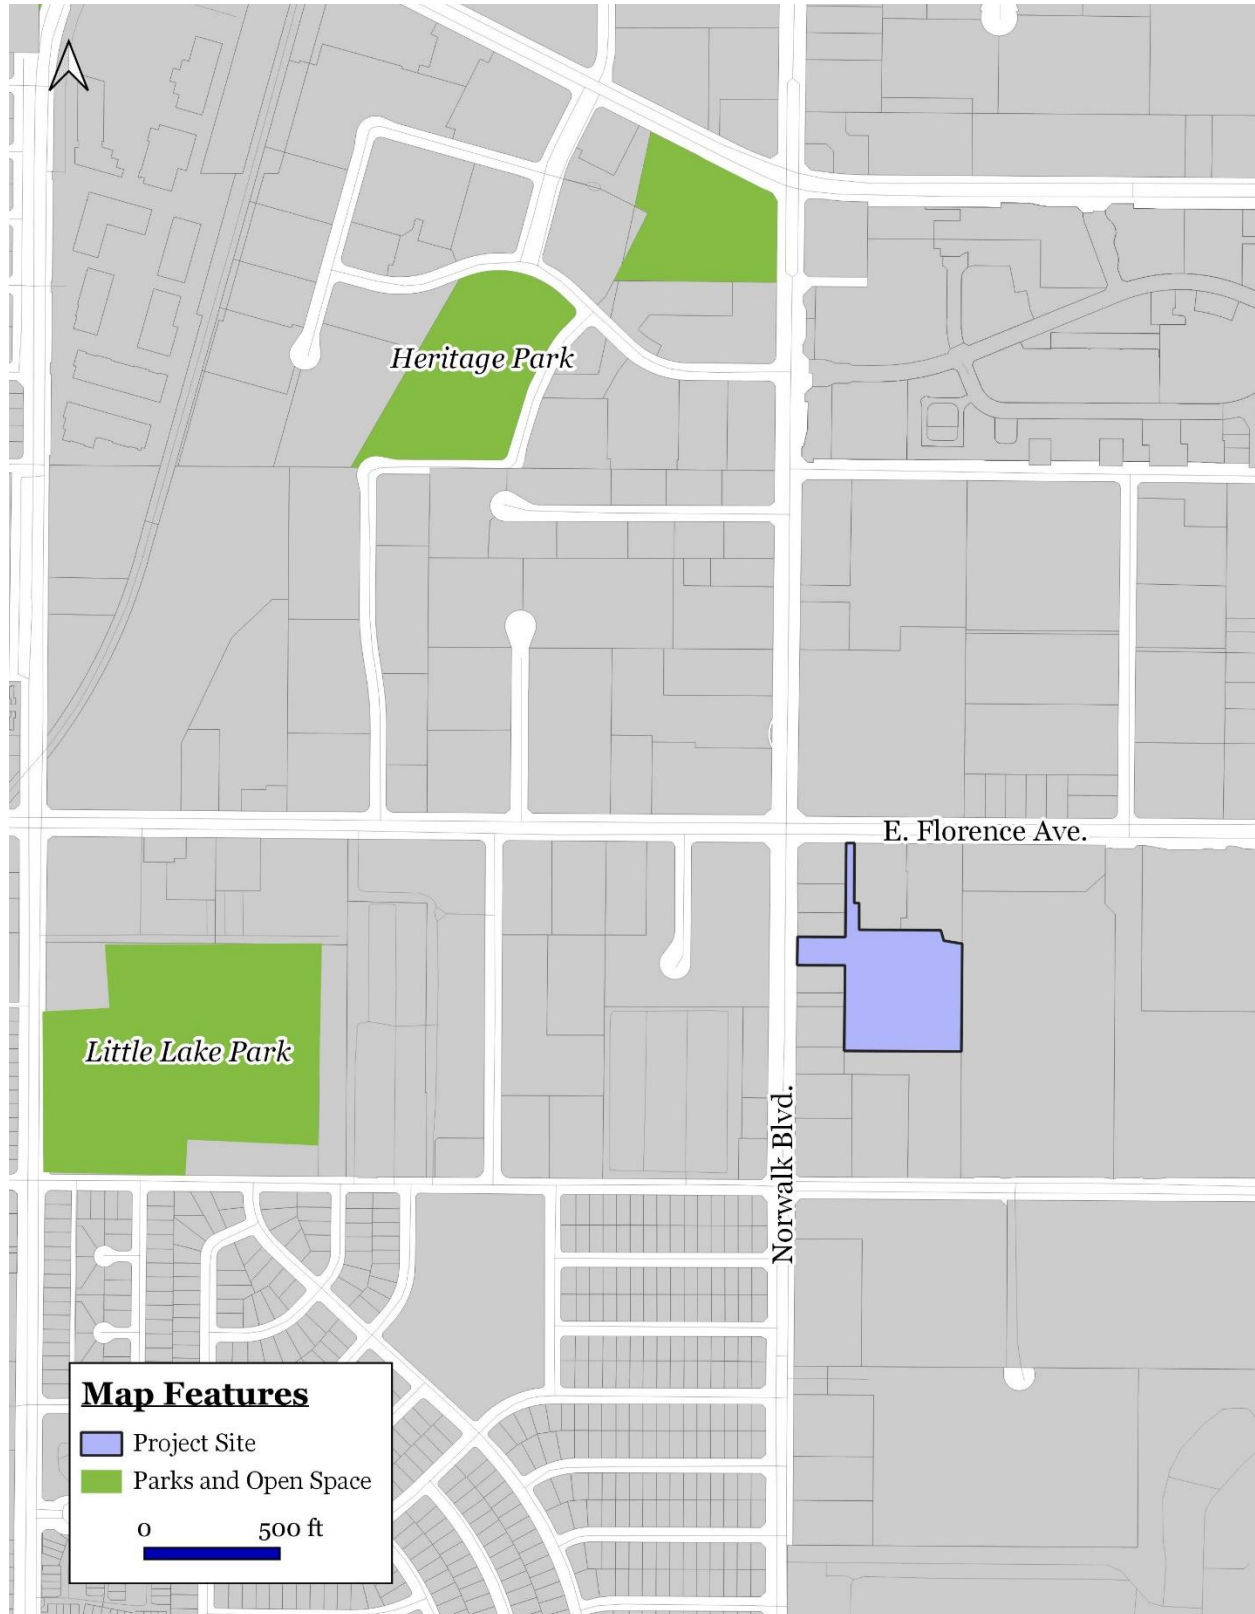 Heritage Park
E. Florence Ave.
Little Lake Park
Norwalk Blvd.
Map Features
Project Site
Parks and Open Space
0 500 ft